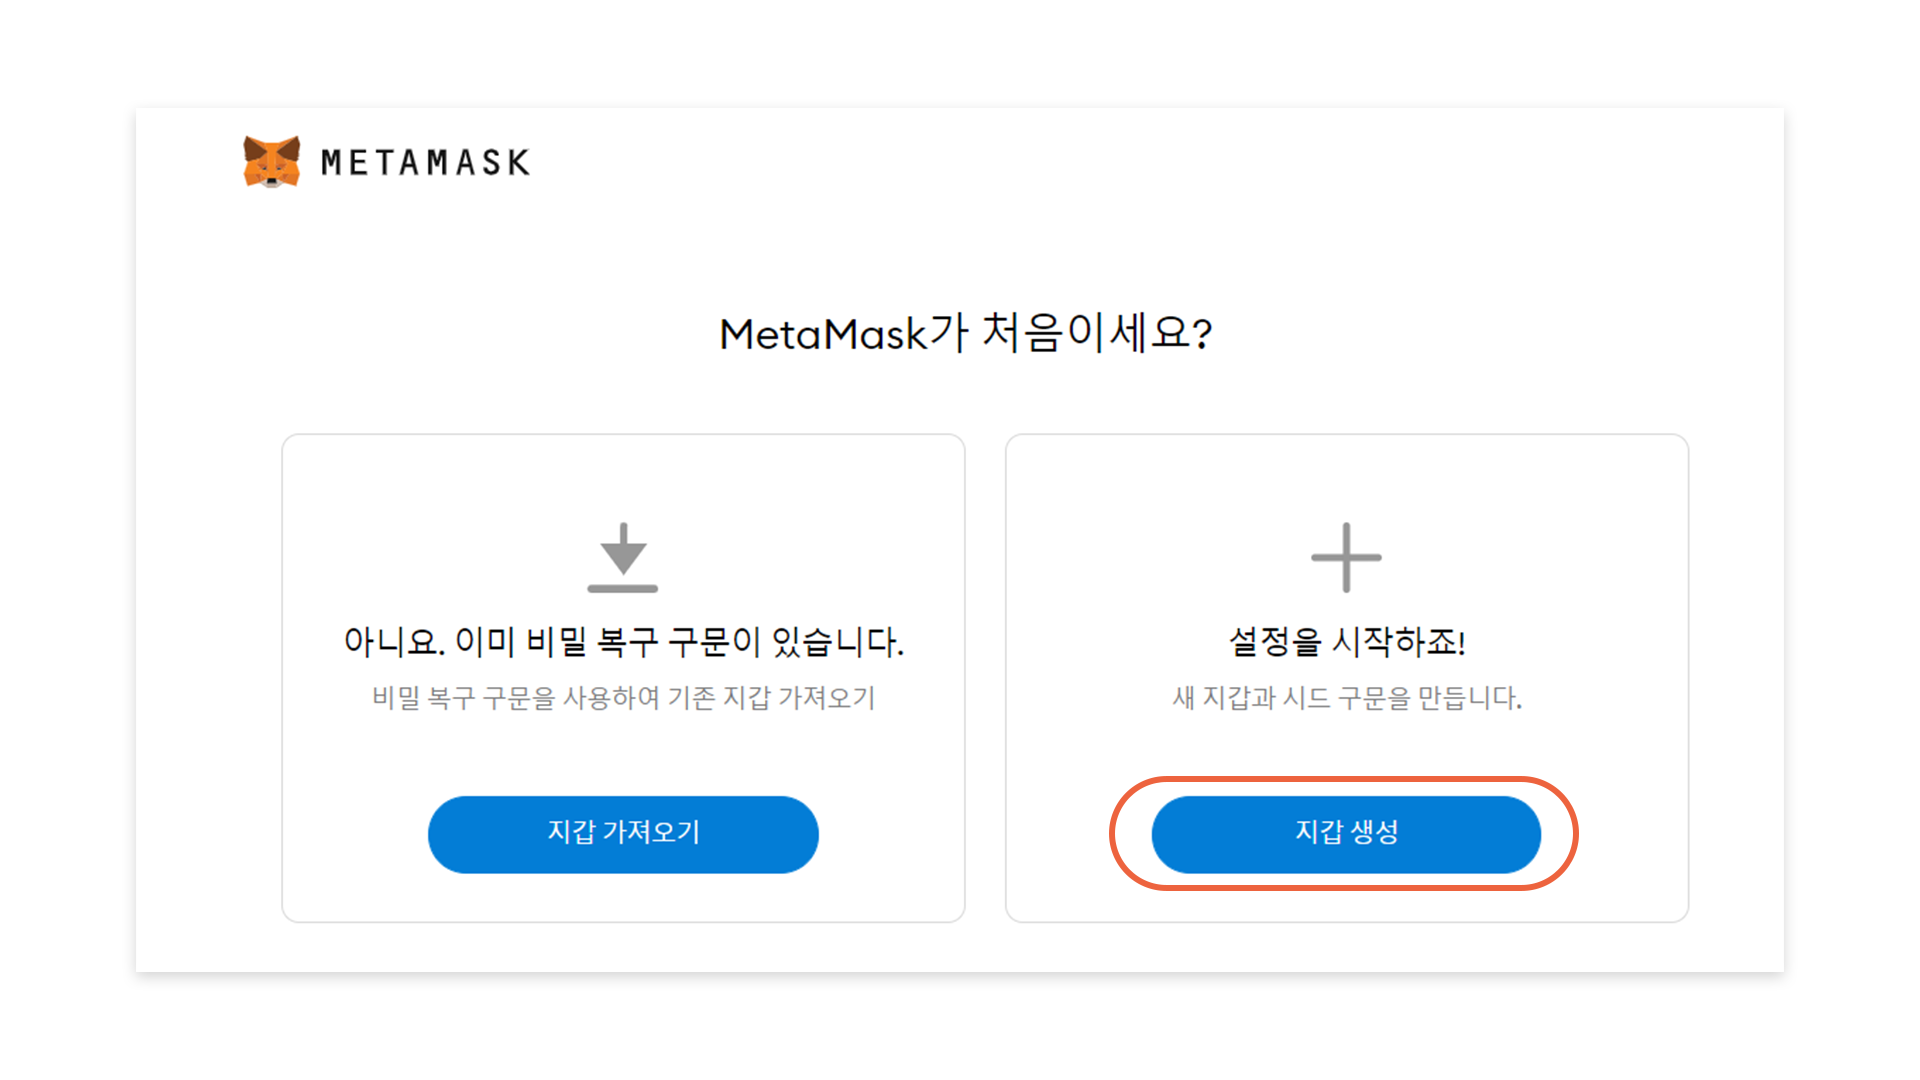 METAMASK
MetaMask가 처음이세요?
아니요. 이미 비밀 복구 구문이 있습니다.
비밀 복구 구문을 사용하여 기존 지갑 가져오기
지갑 가져오기
설정을 시작하죠!
새 지갑과 시드 구문을 만듭니다.
지갑 생성